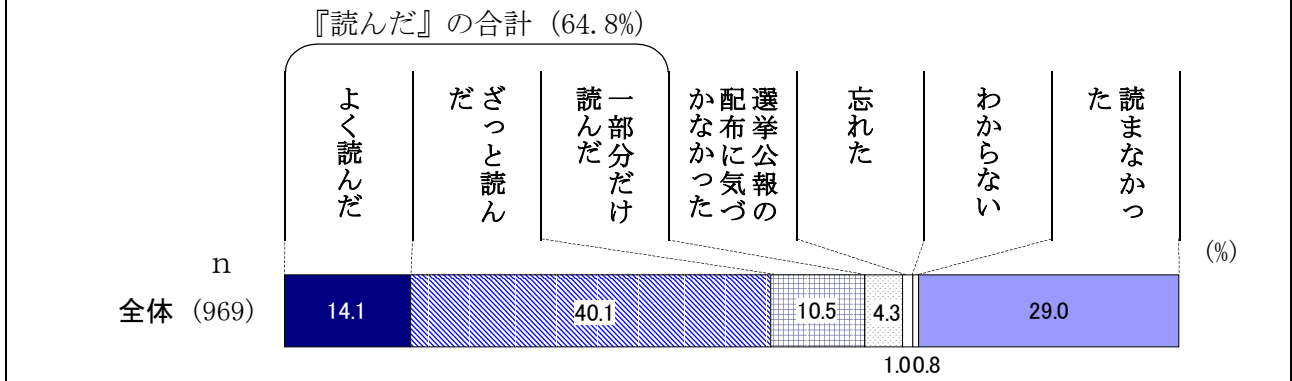 『読んだ』の合計 (64.8%)
よく読んだ
ざっと読ん
だ
一部分だけ
読んだ
選挙公報の
配布に気づ
かなかった
忘れた
わからない
読まなかっ
た
(%)
n
全体 (969)
14.1
40.1
10.5
4.3
1.0
0.8
29.0